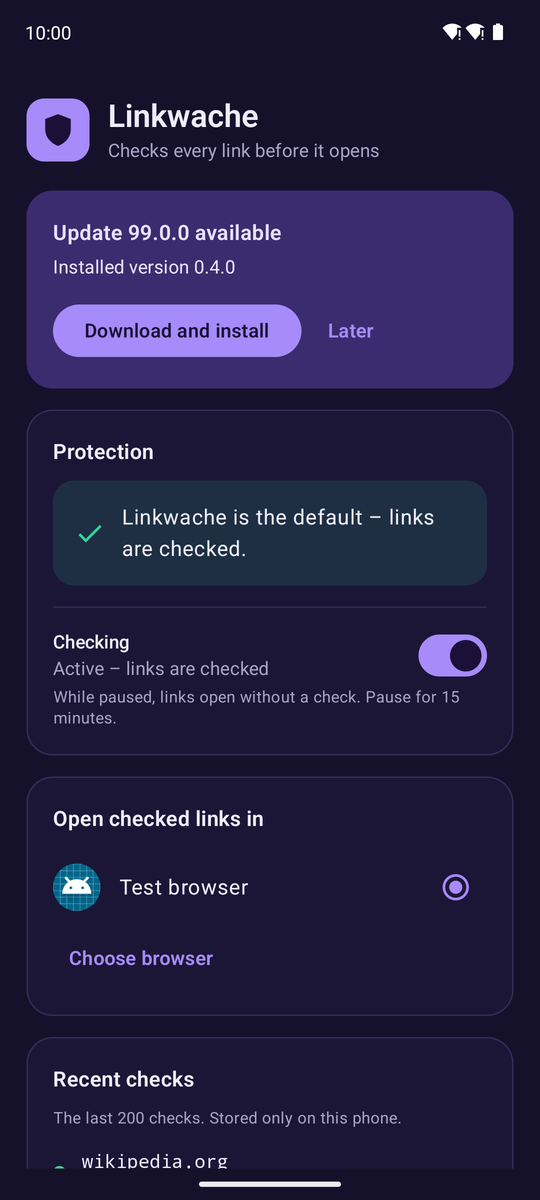 10:00
Linkwache
Checks every link before it opens
Update 99.0.0 available
Installed version 0.4.0
Download and install
Later
Protection
Linkwache is the default – links
are checked.
Checking
Active – links are checked
While paused, links open without a check. Pause for 15
minutes.
Open checked links in
Test browser
Choose browser
Recent checks
The last 200 checks. Stored only on this phone.
wikipedia.org